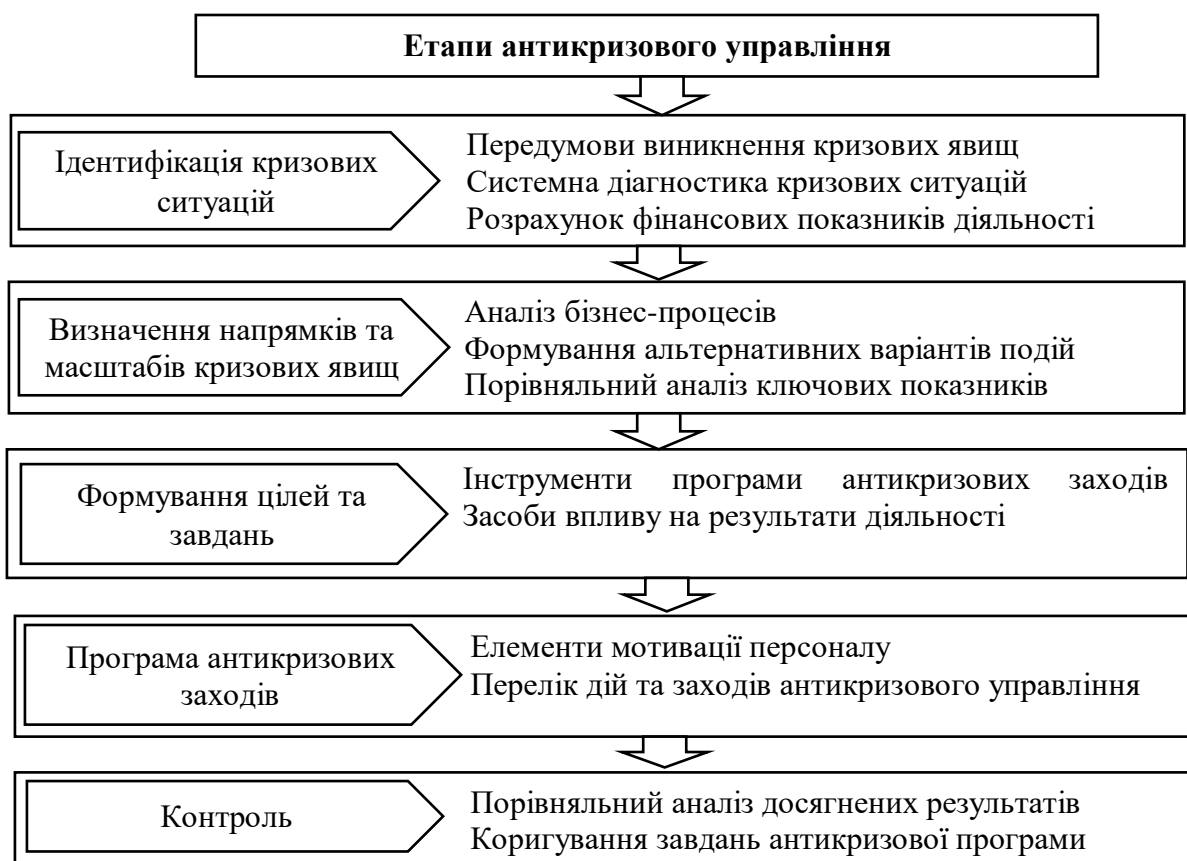 Етапи антикризового управління
Ідентифікація кризових
ситуацій
Передумови виникнення кризових явищ
Системна діагностика кризових ситуацій
Розрахунок фінансових показників діяльності
Визначення напрямків та
масштабів кризових явищ
Аналіз бізнес-процесів
Формування альтернативних варіантів подій
Порівняльний аналіз ключових показників
Формування цілей та
завдань
Інструменти програми антикризових заходів
Засоби впливу на результати діяльності
Програма антикризових
заходів
Елементи мотивації персоналу
Перелік дій та заходів антикризового управління
Контроль
Порівняльний аналіз досягнених результатів
Коригування завдань антикризової програми